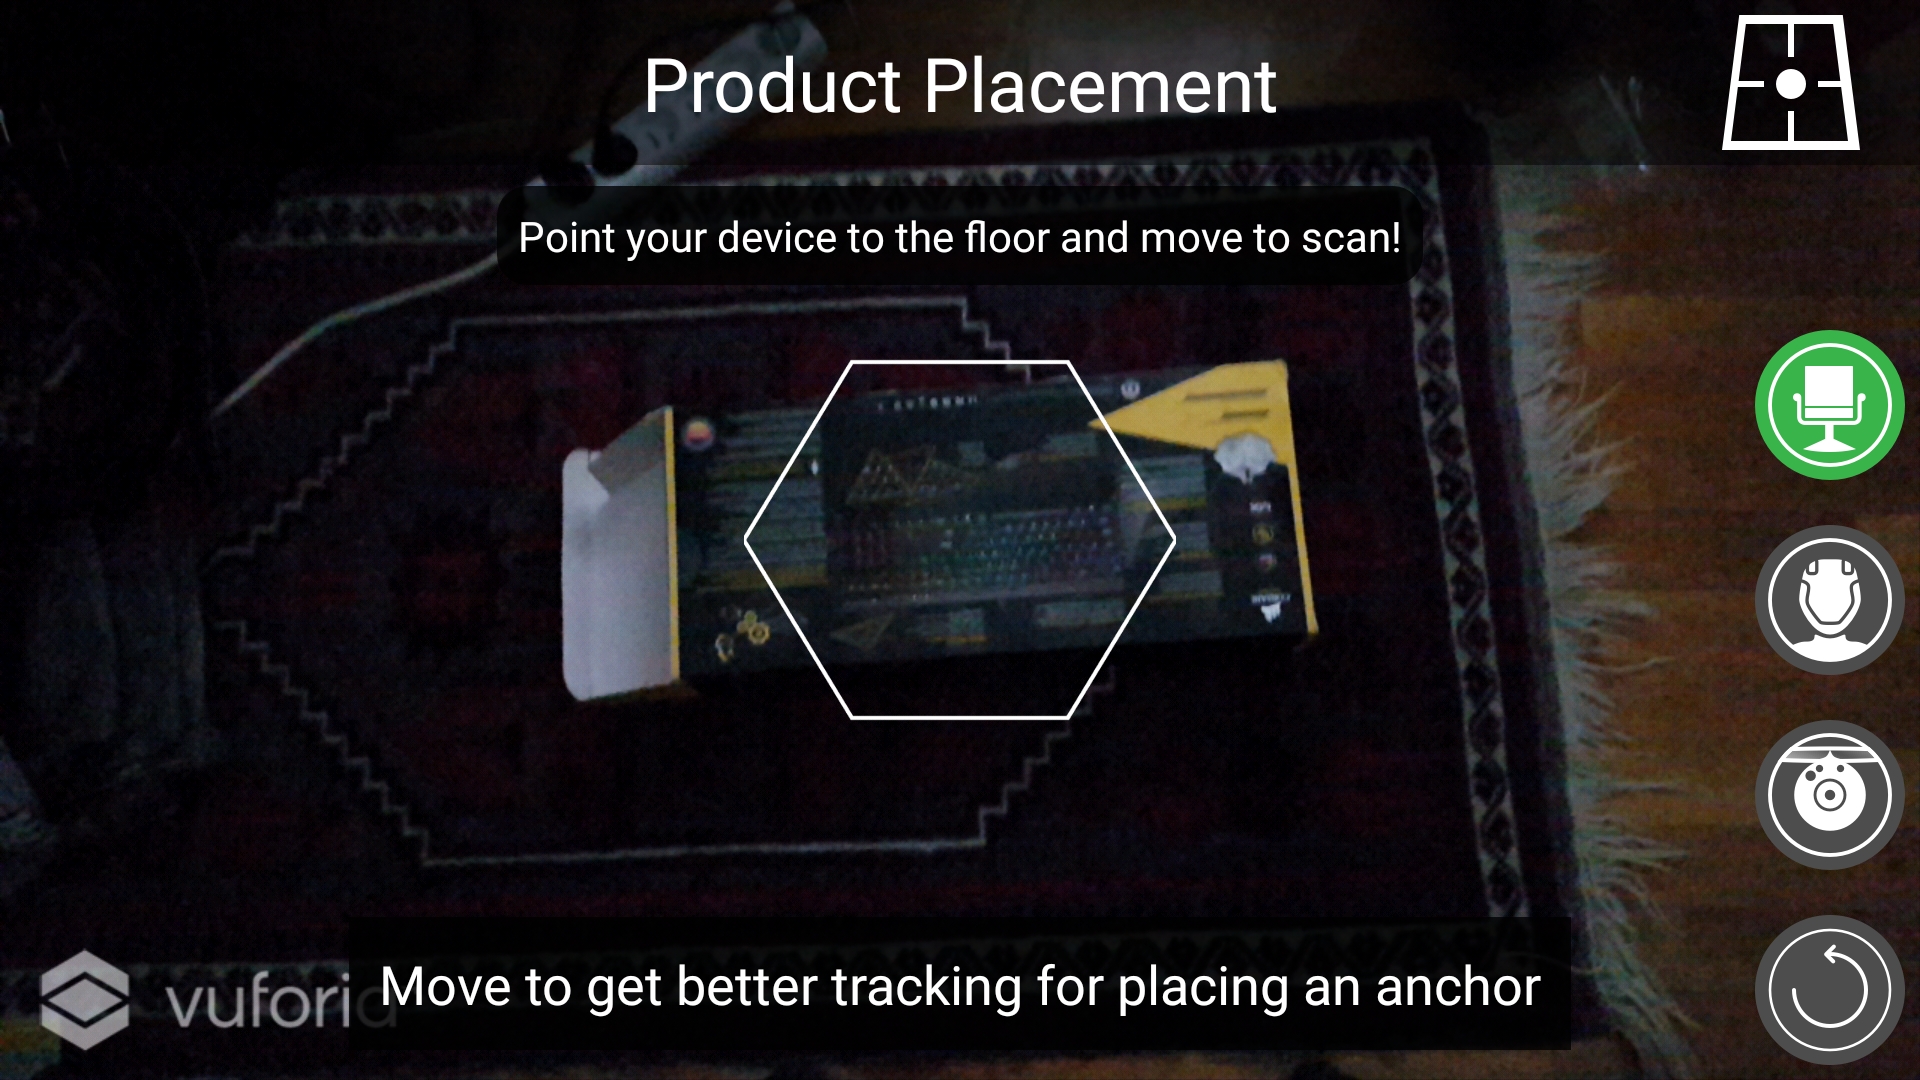 Product Placement
Point your device to the floor and move to scan!
Move to get better tracking for placing an anchor
vuforia